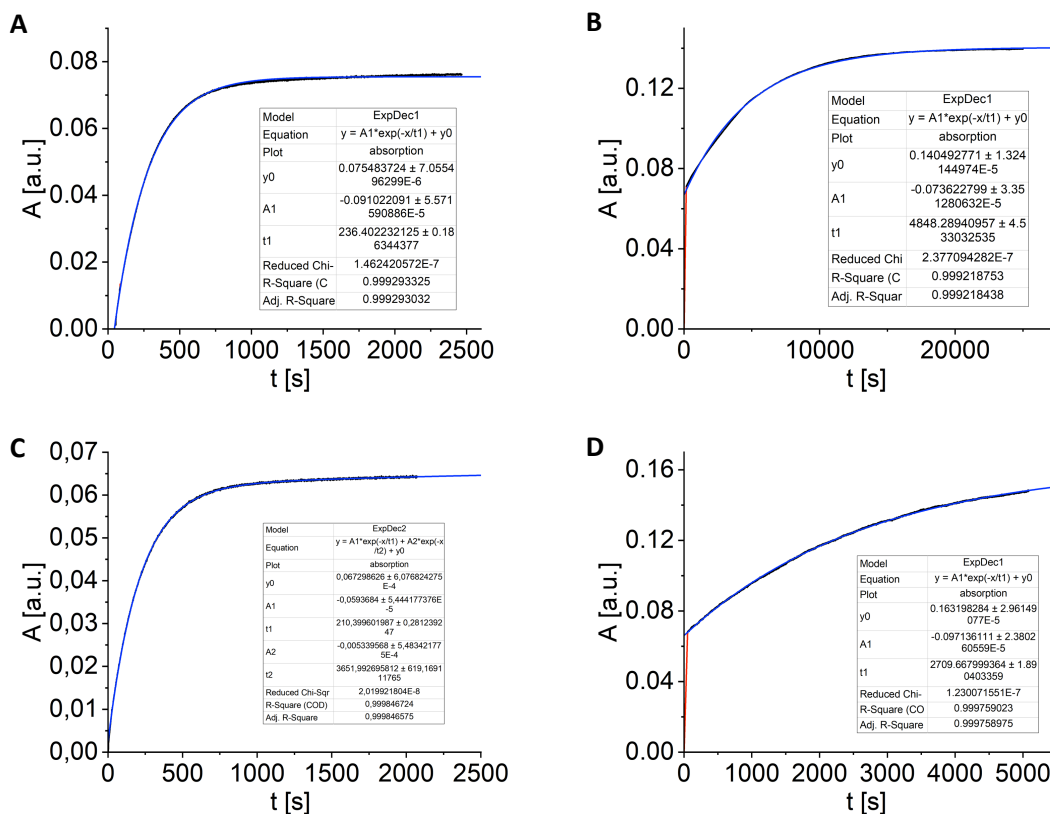 A
0.08
0.06
0.04
0.02
0.00
A [a.u.]
0 500 1000 1500 2000 2500
t [s]
Model ExpDec1
Equation y = A1*exp(-x/t1) + y0
Plot absorption
y0 0.075483724 ± 7.0554
96299E-6
A1 -0.091022091 ± 5.571
590886E-5
t1 236.402232125 ± 0.18
6344377
Reduced Chi- 1.462420572E-7
R-Square (C 0.999293325
Adj. R-Square 0.999293032
B
0.12
0.08
0.04
0.00
A [a.u.]
0 10000 20000
t [s]
Model ExpDec1
Equation y = A1*exp(-x/t1) + y0
Plot absorption
y0 0.140492771 ± 1.324
144974E-5
A1 -0.073622799 ± 3.35
1280632E-5
t1 4848.28940957 ± 4.5
33032535
Reduced Chi 2.377094282E-7
R-Square (C 0.999218753
Adj. R-Squar 0.999218438
C
0,07
0,06
0,05
0,04
0,03
0,02
0,01
0,00
A [a.u.]
0 500 1000 1500 2000 2500
t [s]
Model ExpDec2
Equation y = A1*exp(-x/t1) + A2*exp(-x
/t2) + y0
Plot absorption
y0 0,067298626 ± 6,076824275
E-4
A1 -0,0593684 ± 5,444177376E
-5
t1 210,399601987 ± 0,2812392
47
A2 -0,005339568 ± 5,48342177
5E-4
t2 3651,992695812 ± 619,1691
11765
Reduced Chi-Sqr 2,019921804E-8
R-Square (COD) 0,999846724
Adj. R-Square 0,999846575
D
0.16
0.12
0.08
0.04
0.00
A [a.u.]
0 1000 2000 3000 4000 5000
t [s]
Model ExpDec1
Equation y = A1*exp(-x/t1) + y0
Plot absorption
y0 0.163198284 ± 2.96149
077E-5
A1 -0.097136111 ± 2.3802
60559E-5
t1 2709.667999364 ± 1.89
0403359
Reduced Chi- 1.230071551E-7
R-Square (CO 0.999759023
Adj. R-Square 0.999758975